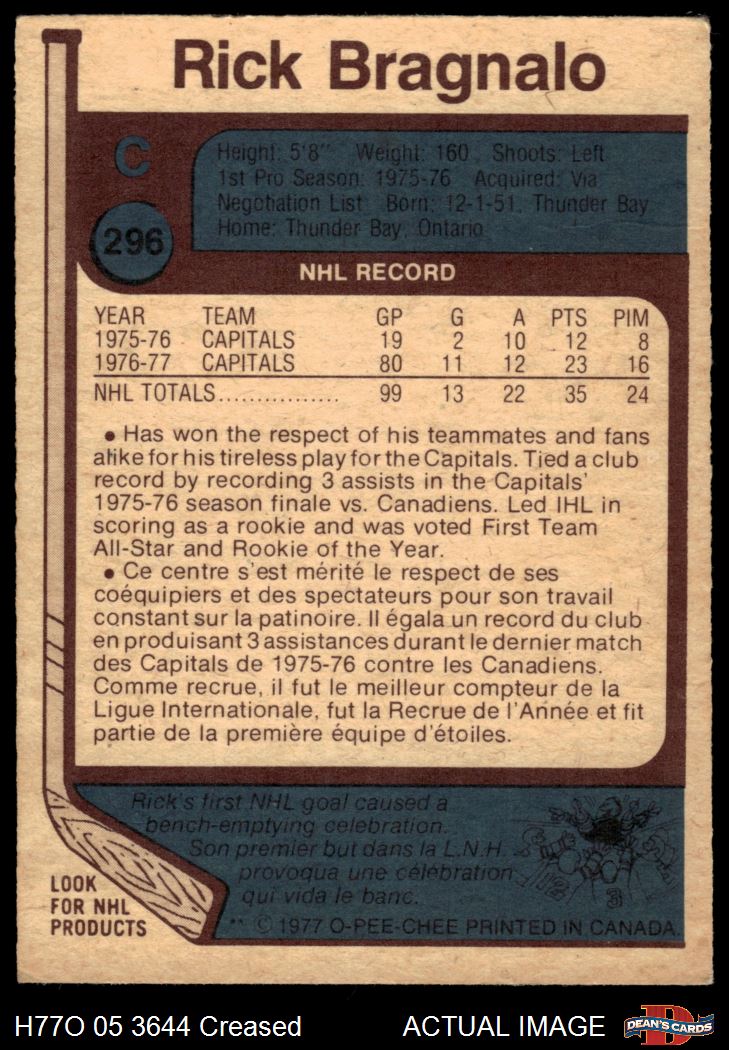 Rick Bragnalo
C
Height: 5'8" Weight: 160 Shoots: Left
1st Pro Season: 1975-76 Acquired: Via
Negotiation List Born: 12-1-51, Thunder Bay
Home: Thunder Bay, Ontario
296
NHL RECORD
YEAR TEAM GP G A PTS PIM
1975-76 CAPITALS 19 2 10 12 8
1976-77 CAPITALS 80 11 12 23 16
NHL TOTALS................ 99 13 22 35 24
• Has won the respect of his teammates and fans
alike for his tireless play for the Capitals. Tied a club
record by recording 3 assists in the Capitals'
1975-76 season finale vs. Canadiens. Led IHL in
scoring as a rookie and was voted First Team
All-Star and Rookie of the Year.
• Ce centre s'est mérité le respect de ses
coéquipiers et des spectateurs pour son travail
constant sur la patinoire. Il égala un record du club
en produisant 3 assistances durant le dernier match
des Capitals de 1975-76 contre les Canadiens.
Comme recrue, il fut le meilleur compteur de la
Ligue Internationale, fut la Recrue de l'Année et fit
partie de la première équipe d'étoiles.
Rick's first NHL goal caused a
bench-emptying celebration.
Son premier but dans la L.N.H.
provoqua une célébration
qui vida le banc.
12
3
LOOK
FOR NHL
PRODUCTS
** © 1977 O-PEE-CHEE PRINTED IN CANADA.
H77O 05 3644 Creased ACTUAL IMAGE
D
DEAN'S CARDS